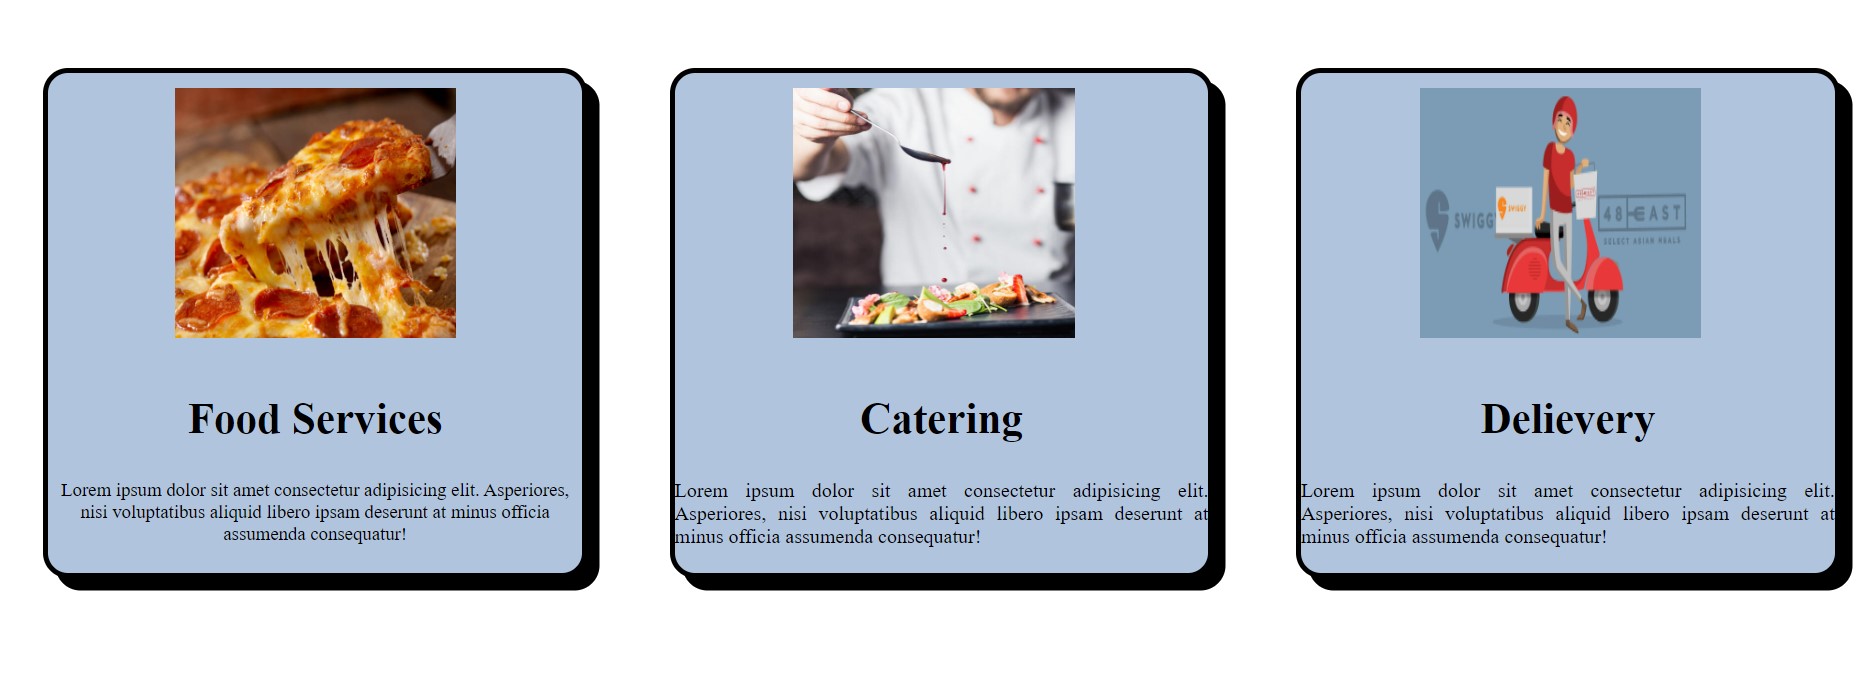 SWIGGY
SWIGGY
48 EAST
SELECT ASIAN MEALS
Food Services
Lorem ipsum dolor sit amet consectetur adipisicing elit. Asperiores,
nisi voluptatibus aliquid libero ipsam deserunt at minus officia
assumenda consequatur!
Catering
Lorem ipsum dolor sit amet consectetur adipisicing elit.
Asperiores, nisi voluptatibus aliquid libero ipsam deserunt at
minus officia assumenda consequatur!
Delievery
Lorem ipsum dolor sit amet consectetur adipisicing elit.
Asperiores, nisi voluptatibus aliquid libero ipsam deserunt at
minus officia assumenda consequatur!